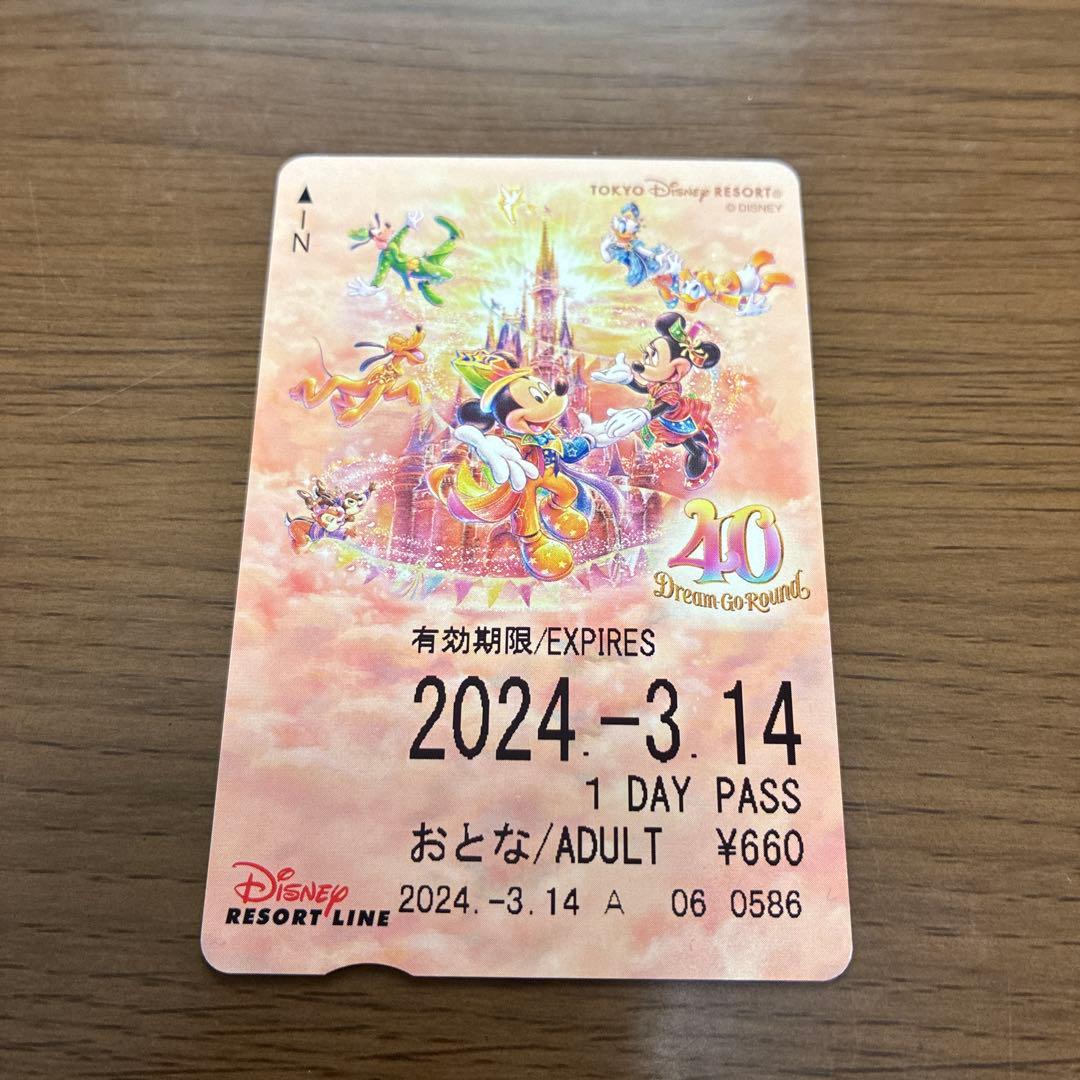 IN
TOKYO Disney RESORT®
© DISNEY
40
Dream-Go-Round
有効期限/EXPIRES
2024.-3.14
1 DAY PASS
おとな/ADULT ¥660
Disney
RESORT LINE
2024.-3.14 A 06 0586